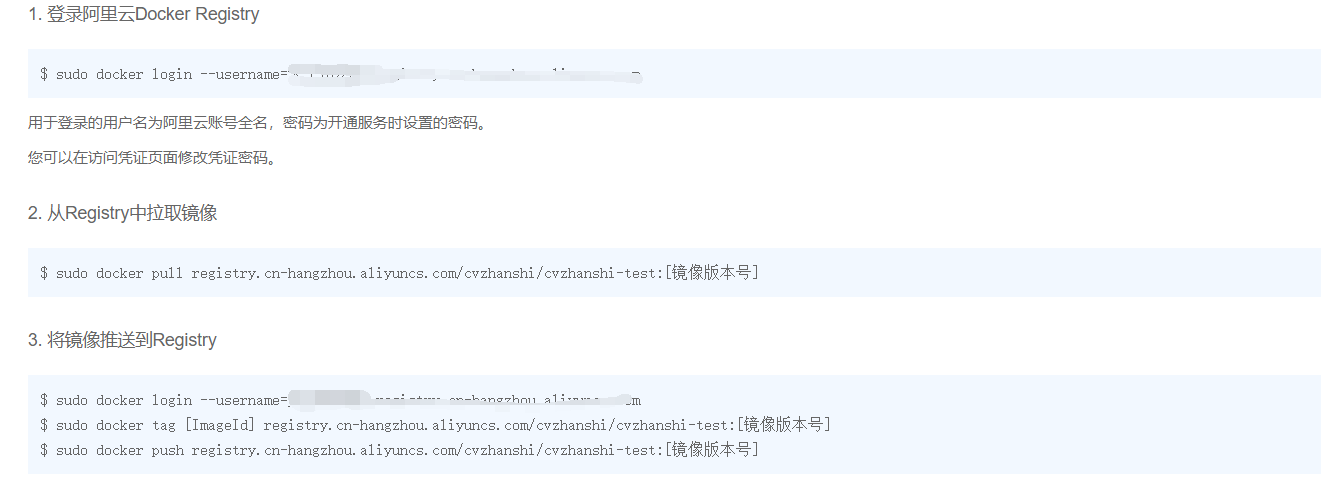 1. 登录阿里云Docker Registry
$ sudo docker login --username=
用于登录的用户名为阿里云账号全名，密码为开通服务时设置的密码。
您可以在访问凭证页面修改凭证密码。
2. 从Registry中拉取镜像
$ sudo docker pull registry.cn-hangzhou.aliyuncs.com/cvzhanshi/cvzhanshi-test:[镜像版本号]
3. 将镜像推送到Registry
$ sudo docker login --username= registry.cn-hangzhou.aliyuncs.com
$ sudo docker tag [ImageId] registry.cn-hangzhou.aliyuncs.com/cvzhanshi/cvzhanshi-test:[镜像版本号]
$ sudo docker push registry.cn-hangzhou.aliyuncs.com/cvzhanshi/cvzhanshi-test:[镜像版本号]